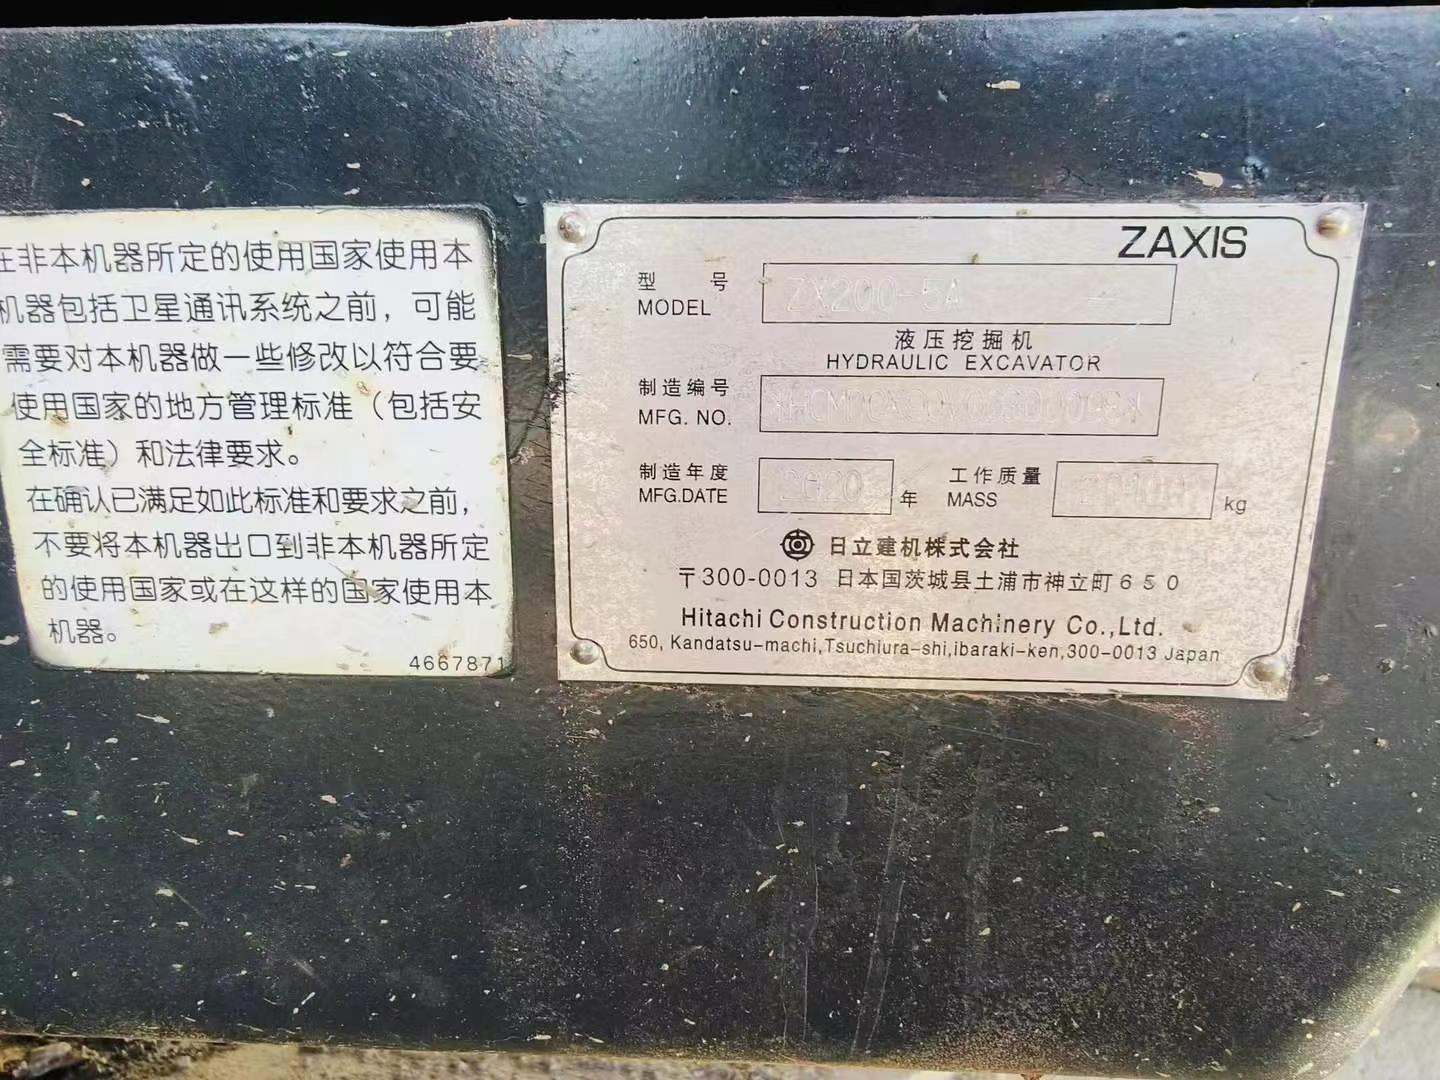 在非本机器所定的使用国家使用本
机器包括卫星通讯系统之前，可能
需要对本机器做一些修改以符合要
使用国家的地方管理标准（包括安
全标准）和法律要求。
在确认已满足如此标准和要求之前，
不要将本机器出口到非本机器所定
的使用国家或在这样的国家使用本
机器。
4667871
ZAXIS
型 号
MODEL ZX200-5A
液压挖掘机
HYDRAULIC EXCAVATOR
制造编号
MFG. NO.
制造年度 工作质量
MFG.DATE 2020 年 MASS kg
日立建机株式会社
〒300-0013 日本国茨城县土浦市神立町650
Hitachi Construction Machinery Co.,Ltd.
650, Kandatsu-machi,Tsuchiura-shi,ibaraki-ken,300-0013 Japan